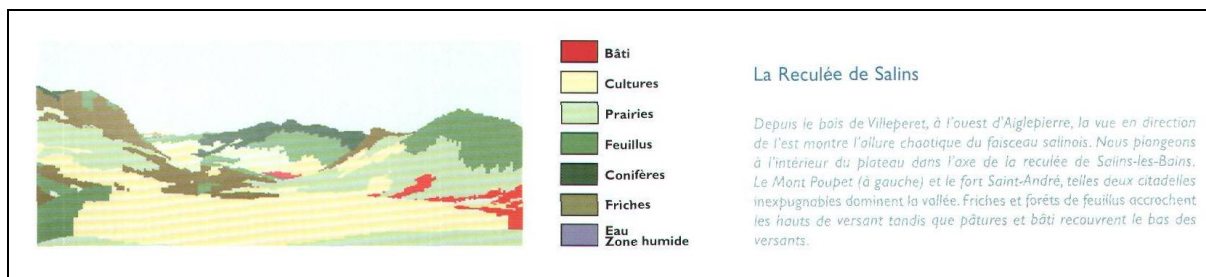 Bâti
Cultures
Prairies
Feuillus
Conifères
Friches
Eau
Zone humide
La Reculée de Salins
Depuis le bois de Villeperet, à l'ouest d'Aiglepierre, la vue en direction
de l'est montre l'allure chaotique du faisceau salinois. Nous plongeons
à l'intérieur du plateau dans l'axe de la reculée de Salins-les-Bains.
Le Mont Poupet (à gauche) et le fort Saint-André, telles deux citadelles
inexpugnables dominent la vallée. Friches et forêts de feuillus accrochent
les hauts de versant tandis que pâtures et bâti recouvrent le bas des
versants.